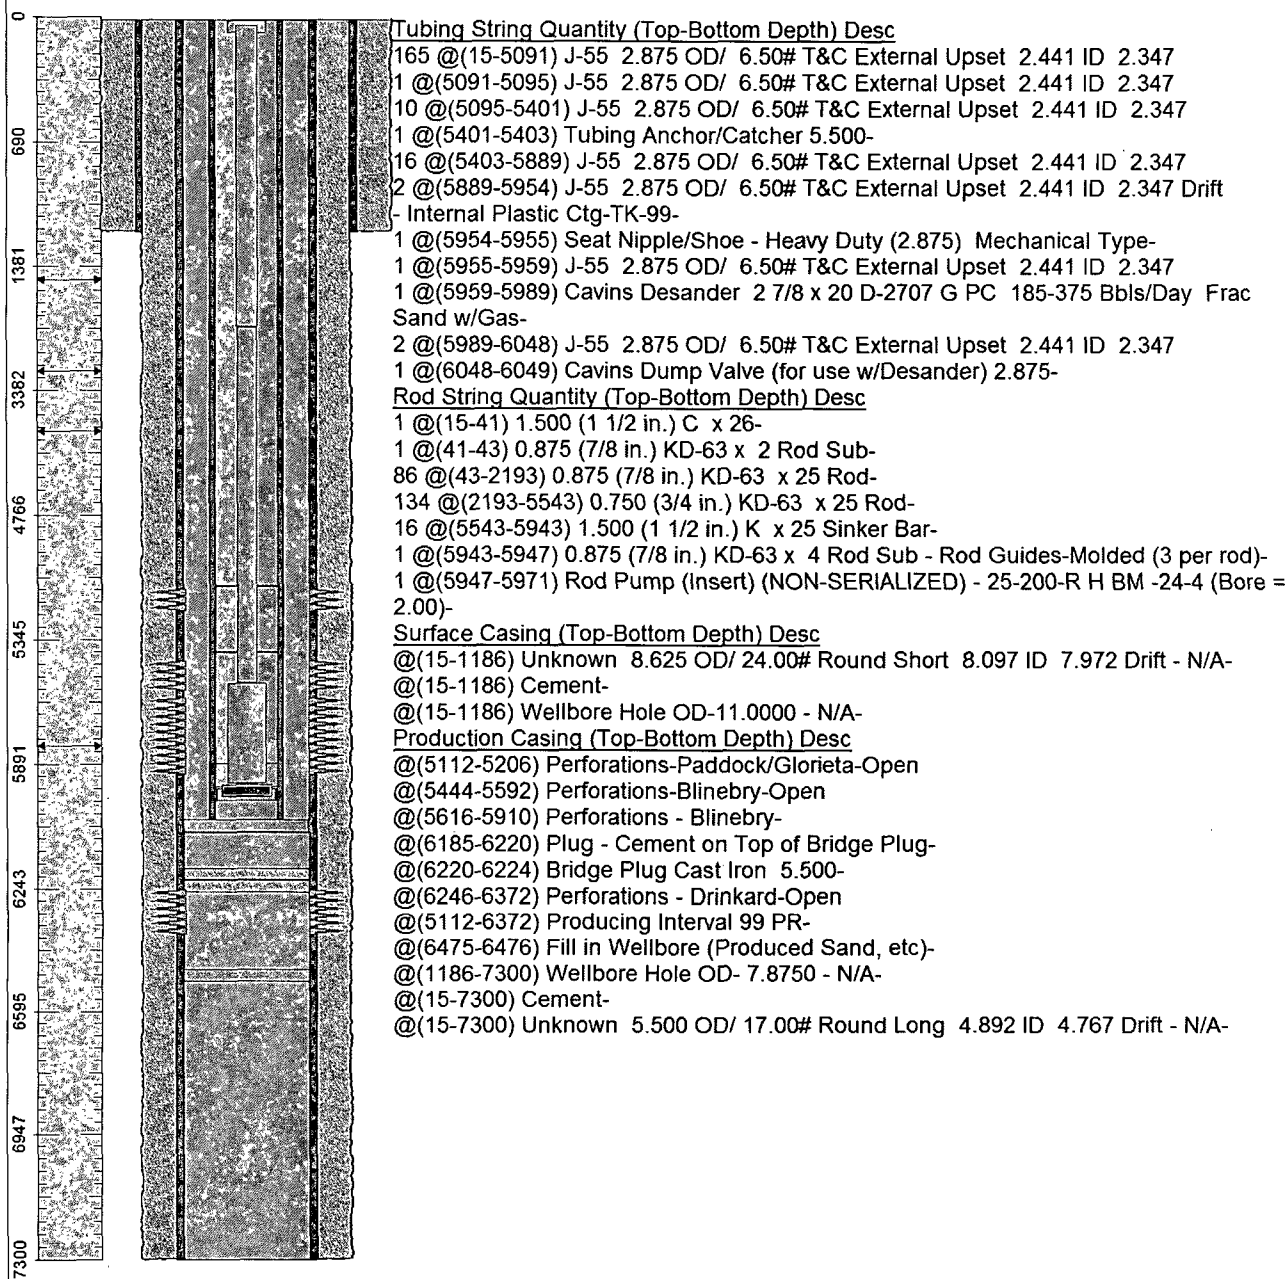 0
690
1381
3382
4766
5345
5891
6243
6595
6947
7300
Tubing String Quantity (Top-Bottom Depth) Desc
165 @(15-5091) J-55 2.875 OD/ 6.50# T&C External Upset 2.441 ID 2.347
1 @(5091-5095) J-55 2.875 OD/ 6.50# T&C External Upset 2.441 ID 2.347
10 @(5095-5401) J-55 2.875 OD/ 6.50# T&C External Upset 2.441 ID 2.347
1 @(5401-5403) Tubing Anchor/Catcher 5.500-
16 @(5403-5889) J-55 2.875 OD/ 6.50# T&C External Upset 2.441 ID 2.347
2 @(5889-5954) J-55 2.875 OD/ 6.50# T&C External Upset 2.441 ID 2.347 Drift
- Internal Plastic Ctg-TK-99-
1 @(5954-5955) Seat Nipple/Shoe - Heavy Duty (2.875) Mechanical Type-
1 @(5955-5959) J-55 2.875 OD/ 6.50# T&C External Upset 2.441 ID 2.347
1 @(5959-5989) Cavins Desander 2 7/8 x 20 D-2707 G PC 185-375 Bbls/Day Frac
Sand w/Gas-
2 @(5989-6048) J-55 2.875 OD/ 6.50# T&C External Upset 2.441 ID 2.347
1 @(6048-6049) Cavins Dump Valve (for use w/Desander) 2.875-
Rod String Quantity (Top-Bottom Depth) Desc
1 @(15-41) 1.500 (1 1/2 in.) C x 26-
1 @(41-43) 0.875 (7/8 in.) KD-63 x 2 Rod Sub-
86 @(43-2193) 0.875 (7/8 in.) KD-63 x 25 Rod-
134 @(2193-5543) 0.750 (3/4 in.) KD-63 x 25 Rod-
16 @(5543-5943) 1.500 (1 1/2 in.) K x 25 Sinker Bar-
1 @(5943-5947) 0.875 (7/8 in.) KD-63 x 4 Rod Sub - Rod Guides-Molded (3 per rod)-
1 @(5947-5971) Rod Pump (Insert) (NON-SERIALIZED) - 25-200-R H BM -24-4 (Bore =
2.00)-
Surface Casing (Top-Bottom Depth) Desc
@(15-1186) Unknown 8.625 OD/ 24.00# Round Short 8.097 ID 7.972 Drift - N/A-
@(15-1186) Cement-
@(15-1186) Wellbore Hole OD-11.0000 - N/A-
Production Casing (Top-Bottom Depth) Desc
@(5112-5206) Perforations-Paddock/Glorieta-Open
@(5444-5592) Perforations-Blinebry-Open
@(5616-5910) Perforations - Blinebry-
@(6185-6220) Plug - Cement on Top of Bridge Plug-
@(6220-6224) Bridge Plug Cast Iron 5.500-
@(6246-6372) Perforations - Drinkard-Open
@(5112-6372) Producing Interval 99 PR-
@(6475-6476) Fill in Wellbore (Produced Sand, etc)-
@(1186-7300) Wellbore Hole OD- 7.8750 - N/A-
@(15-7300) Cement-
@(15-7300) Unknown 5.500 OD/ 17.00# Round Long 4.892 ID 4.767 Drift - N/A-